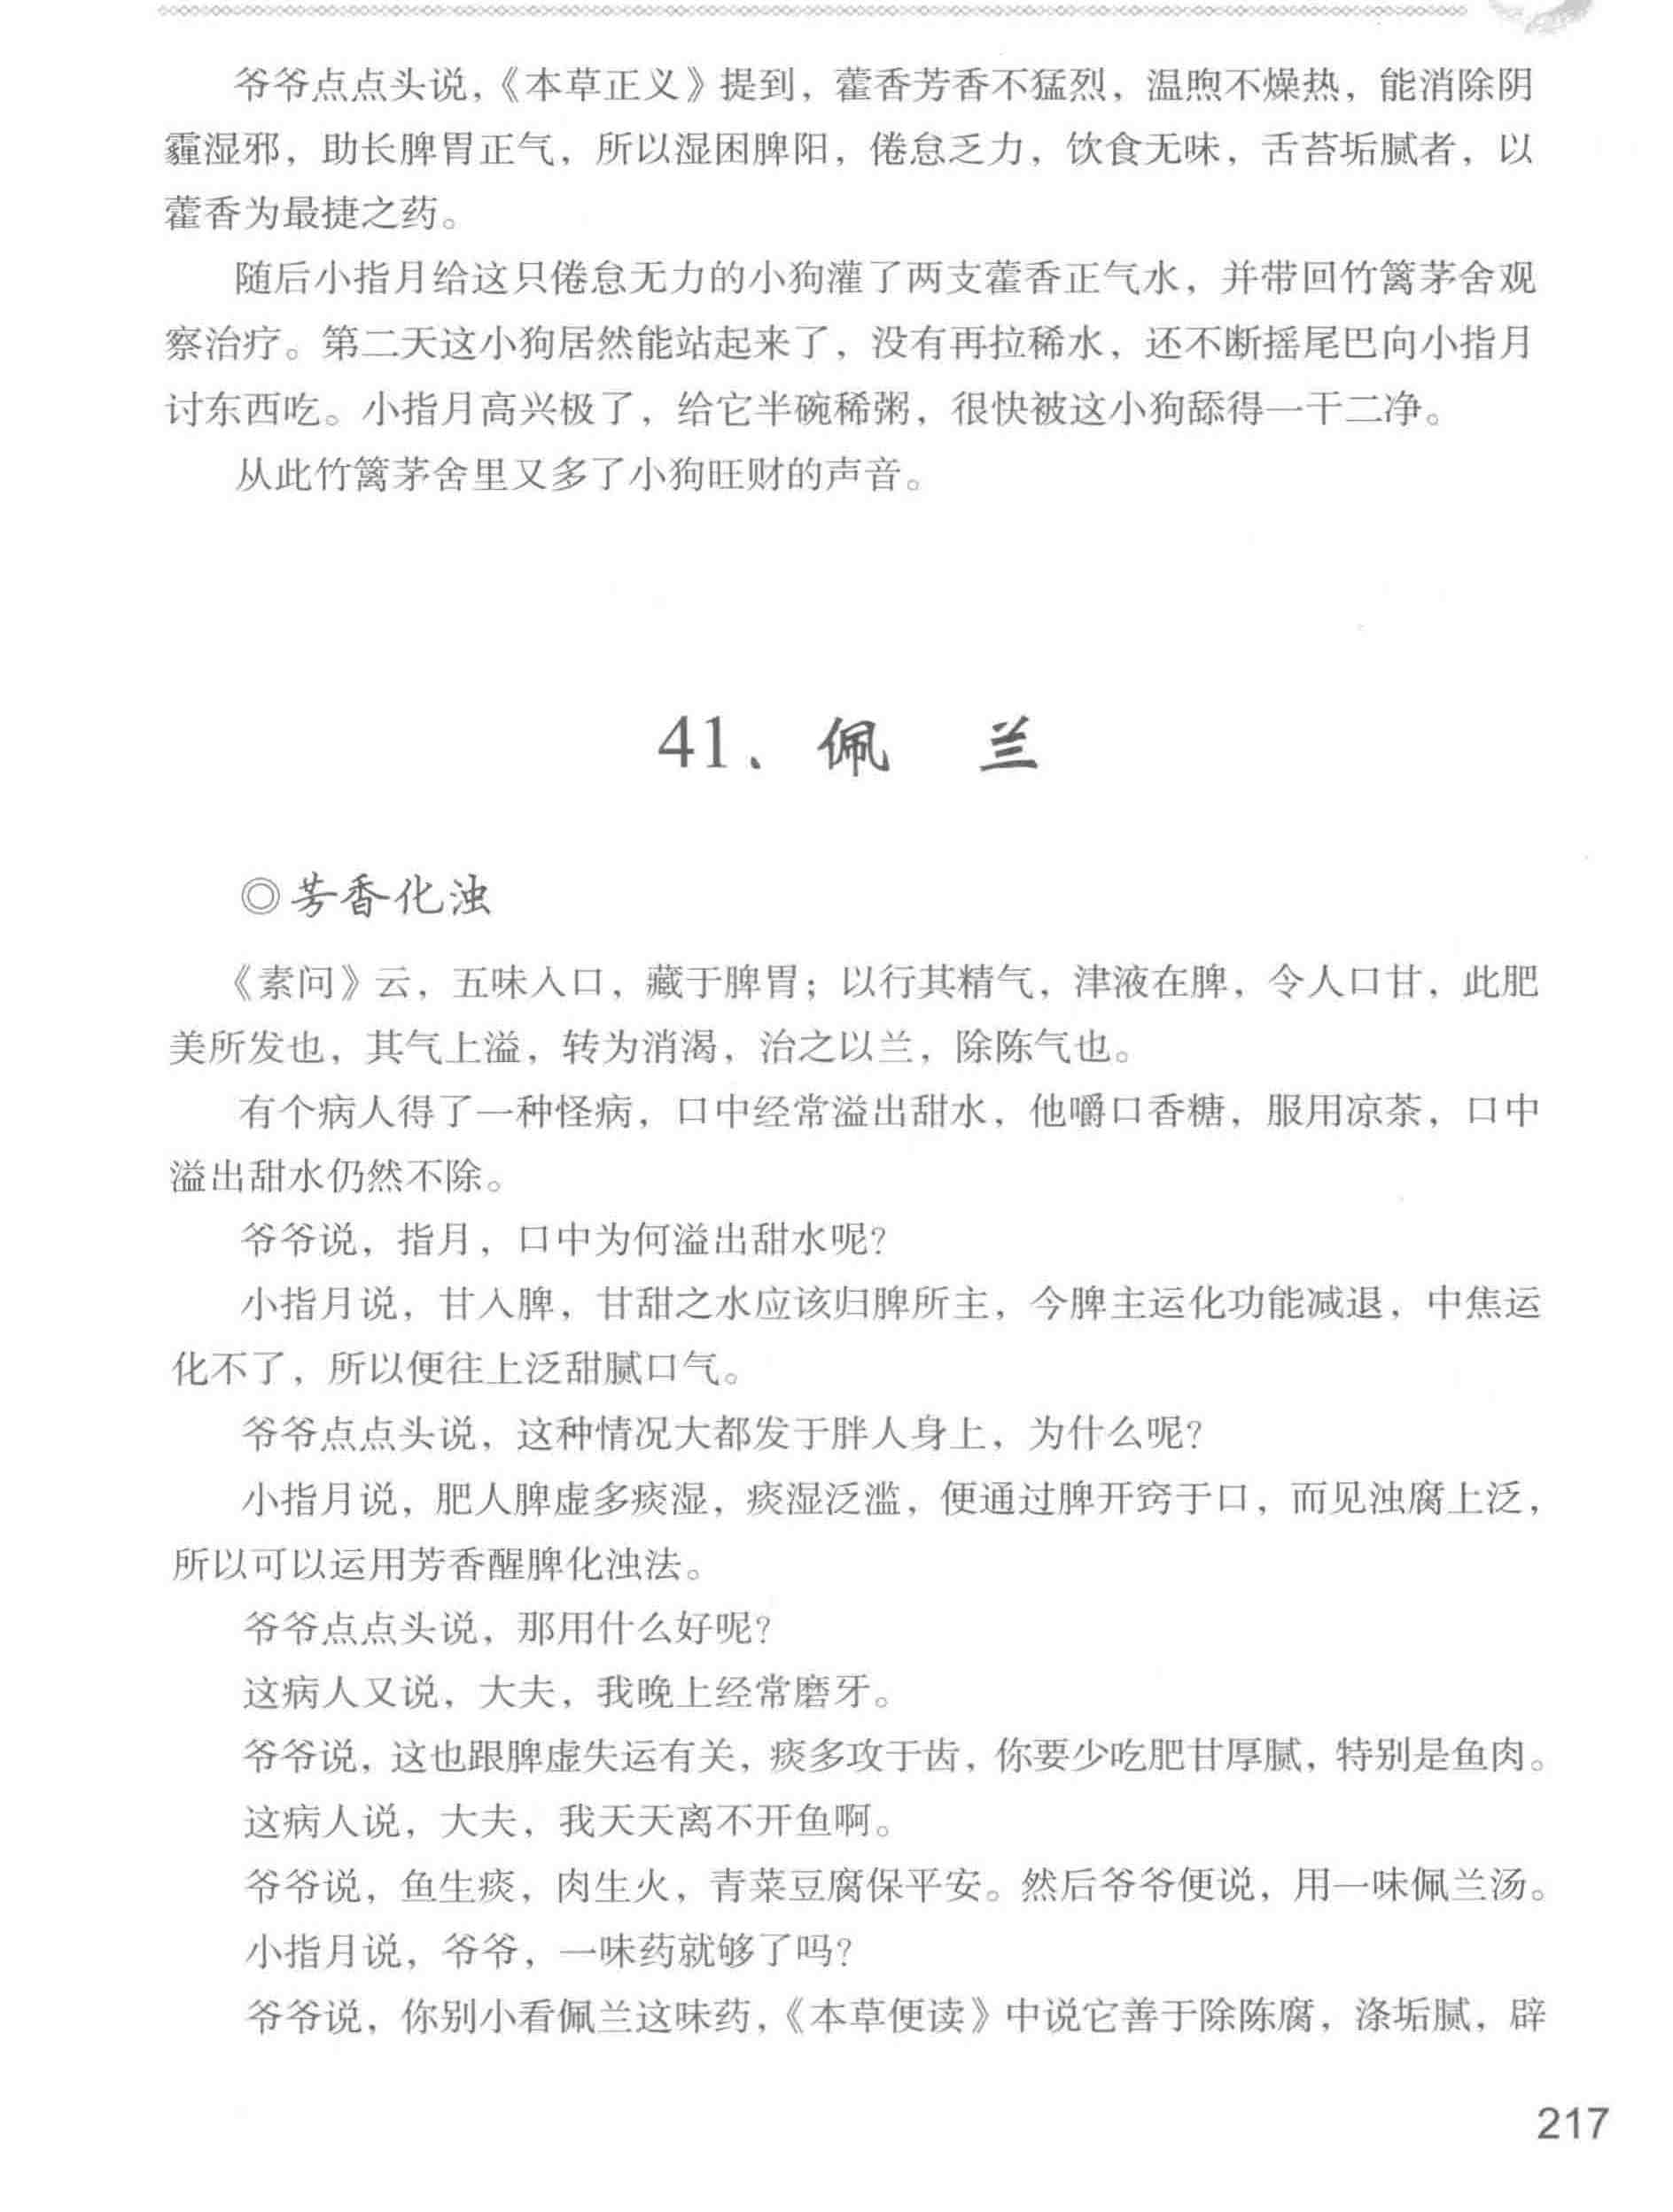 爷爷点点头说，《本草正义》提到，藿香芳香不猛烈，温煦不燥热，能消除阴
霾湿邪，助长脾胃正气，所以湿困脾阳，倦怠乏力，饮食无味，舌苔垢腻者，以
藿香为最捷之药。
随后小指月给这只倦怠无力的小狗灌了两支藿香正气水，并带回竹篱茅舍观
察治疗。第二天这小狗居然能站起来了，没有再拉稀水，还不断摇尾巴向小指月
讨东西吃。小指月高兴极了，给它半碗稀粥，很快被这小狗舔得一干二净。
从此竹篱茅舍里又多了小狗旺财的声音。
41、佩 兰
◎芳香化浊
《素问》云，五味入口，藏于脾胃；以行其精气，津液在脾，令人口甘，此肥
美所发也，其气上溢，转为消渴，治之以兰，除陈气也。
有个病人得了一种怪病，口中经常溢出甜水，他嚼口香糖，服用凉茶，口中
溢出甜水仍然不除。
爷爷说，指月，口中为何溢出甜水呢？
小指月说，甘入脾，甘甜之水应该归脾所主，今脾主运化功能减退，中焦运
化不了，所以便往上泛甜腻口气。
爷爷点点头说，这种情况大都发于胖人身上，为什么呢？
小指月说，肥人脾虚多痰湿，痰湿泛滥，便通过脾开窍于口，而见浊腐上泛，
所以可以运用芳香醒脾化浊法。
爷爷点点头说，那用什么好呢？
这病人又说，大夫，我晚上经常磨牙。
爷爷说，这也跟脾虚失运有关，痰多攻于齿，你要少吃肥甘厚腻，特别是鱼肉。
这病人说，大夫，我天天离不开鱼啊。
爷爷说，鱼生痰，肉生火，青菜豆腐保平安。然后爷爷便说，用一味佩兰汤。
小指月说，爷爷，一味药就够了吗？
爷爷说，你别小看佩兰这味药，《本草便读》中说它善于除陈腐，涤垢腻，辟
217